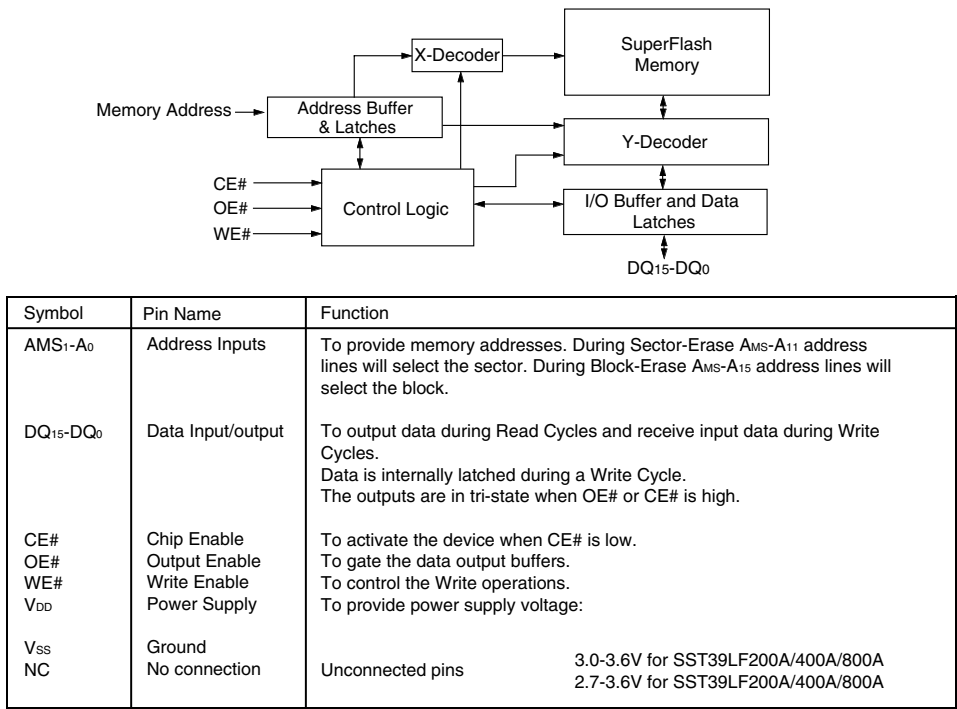 SuperFlash
Memory
X-Decoder
Memory Address
Address Buffer
& Latches
Y-Decoder
CE#
OE#
WE#
Control Logic
I/O Buffer and Data
Latches
DQ15-DQ0
Symbol Pin Name Function
AMS1-A0 Address Inputs To provide memory addresses. During Sector-Erase AMS-A11 address
lines will select the sector. During Block-Erase AMS-A15 address lines will
select the block.
DQ15-DQ0 Data Input/output To output data during Read Cycles and receive input data during Write
Cycles.
Data is internally latched during a Write Cycle.
The outputs are in tri-state when OE# or CE# is high.
CE# Chip Enable To activate the device when CE# is low.
OE# Output Enable To gate the data output buffers.
WE# Write Enable To control the Write operations.
VDD Power Supply To provide power supply voltage:
Vss Ground
NC No connection Unconnected pins
3.0-3.6V for SST39LF200A/400A/800A
2.7-3.6V for SST39LF200A/400A/800A